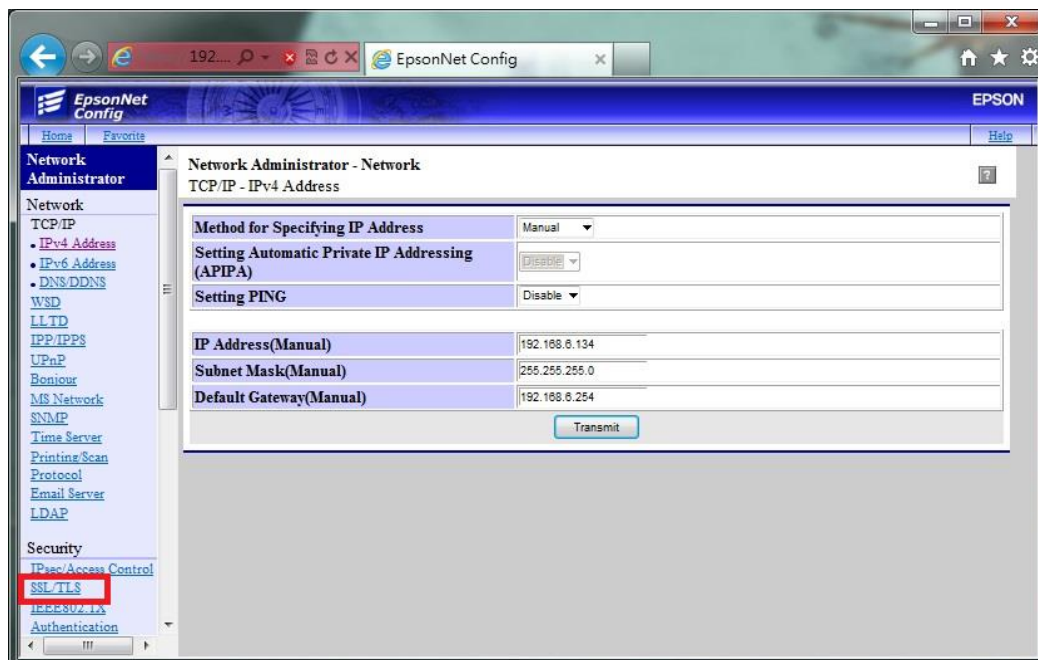 192....
EpsonNet Config
EpsonNet
Config
EPSON
Home Favorite
Help
Network
Administrator
Network
TCP/IP
IPv4 Address
IPv6 Address
DNS/DDNS
WSD
LLTD
IPP/IPPS
UPnP
Bonjour
MS Network
SNMP
Time Server
Printing/Scan
Protocol
Email Server
LDAP
Security
IPsec/Access Control
SSL/TLS
IEEE802.1X
Authentication
Network Administrator - Network
TCP/IP - IPv4 Address
?
Method for Specifying IP Address Manual
Setting Automatic Private IP Addressing
(APIPA) Disable
Setting PING Disable
IP Address(Manual) 192.168.6.134
Subnet Mask(Manual) 255.255.255.0
Default Gateway(Manual) 192.168.6.254
Transmit